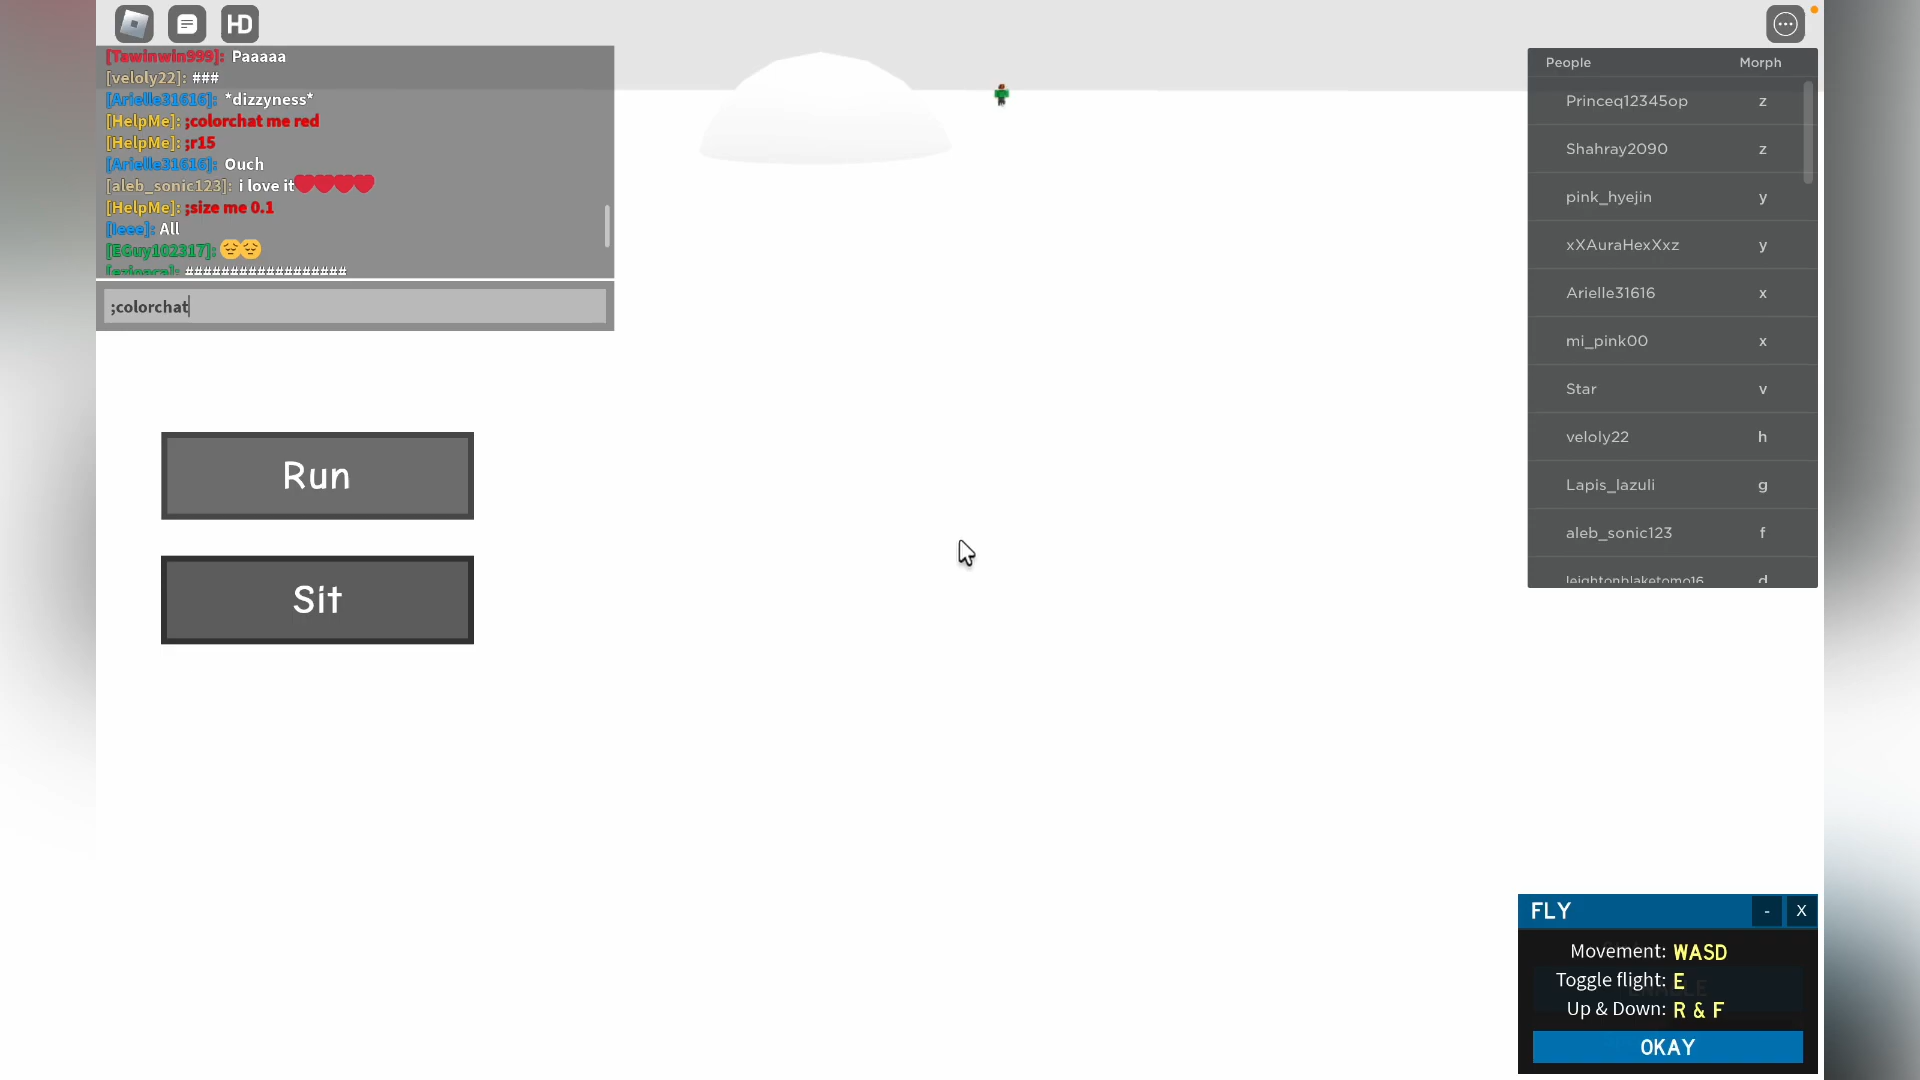 HD
[Tawinwin999]: Paaaaa
[veloly22]: ###
[Arielle31616]: *dizzyness*
[HelpMe]: ;colorchat me red
[HelpMe]: ;r15
[Arielle31616]: Ouch
[aleb_sonic123]: i love it❤❤❤❤
[HelpMe]: ;size me 0.1
[Ieee]: All
[EGuy102317]: 😔😔
##################
;colorchat
Run
Sit
People Morph
Princeq12345op z
Shahray2090 z
pink_hyejin y
xXAuraHexXxz y
Arielle31616 x
mi_pink00 x
Star v
veloly22 h
Lapis_lazuli g
aleb_sonic123 f
leightonblaketomo16 d
FLY - X
Movement: WASD
Toggle flight: E
Up & Down: R & F
OKAY